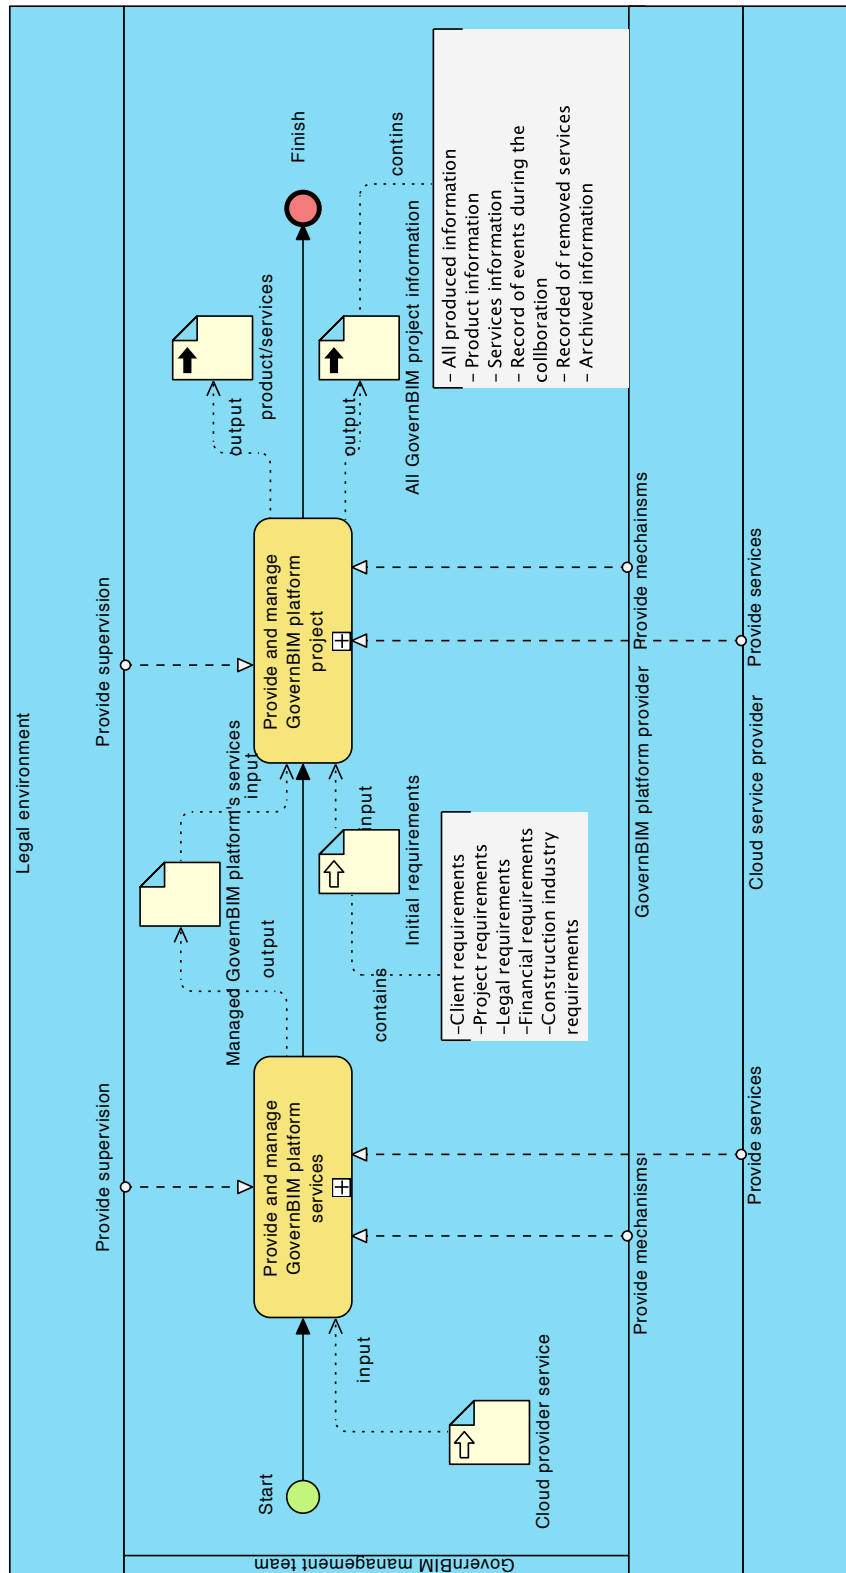 Legal environment
Provide supervision
Provide supervision
GovernBIM management team
Start
Cloud provider service
input
Provide and manage
GovernBIM platform
services
output
Managed GovernBIM platform's services
input
Initial requirements
input
contains
-Client requirements
-Project requirements
-Legal requirements
-Financial requirements
-Construction industry
requirements
Provide and manage
GovernBIM platform
project
output
product/services
output
All GovernBIM project information
contins
- All produced information
- Product information
- Services information
- Record of events during the
collboration
- Recorded of removed services
- Archived information
Finish
Provide mechanisms
GovernBIM platform provider
Provide mechainsms
Provide services
Cloud service provider
Provide services